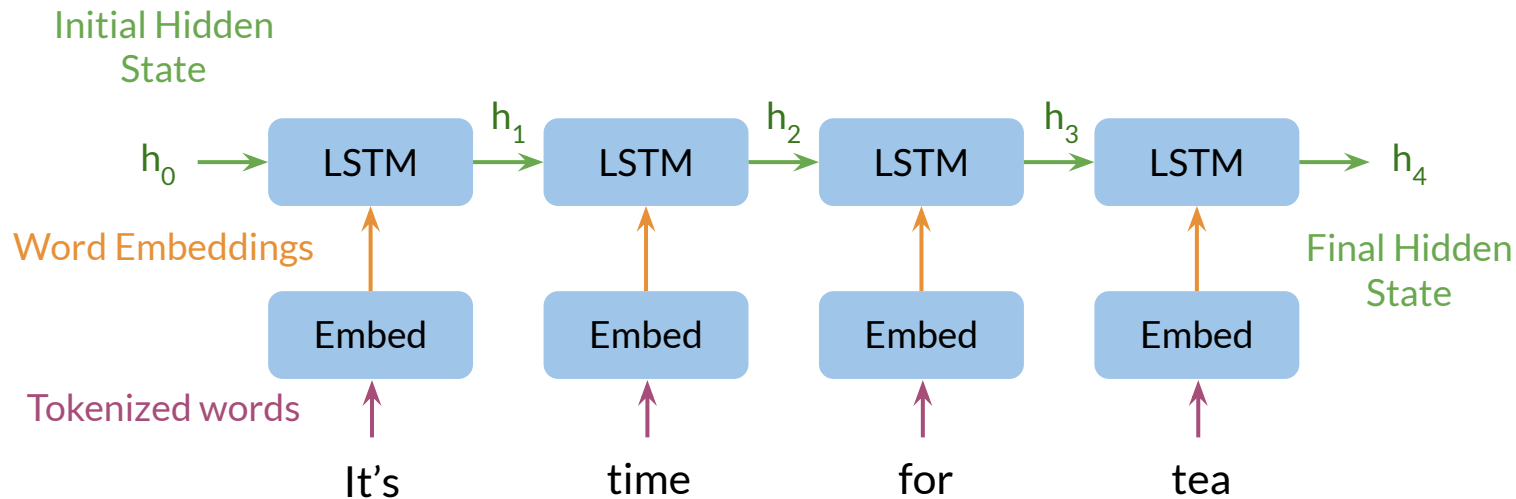 Initial Hidden
State
h₀
LSTM
h₁
LSTM
h₂
LSTM
h₃
LSTM
h₄
Word Embeddings
Final Hidden
State
Embed
Embed
Embed
Embed
Tokenized words
It’s
time
for
tea